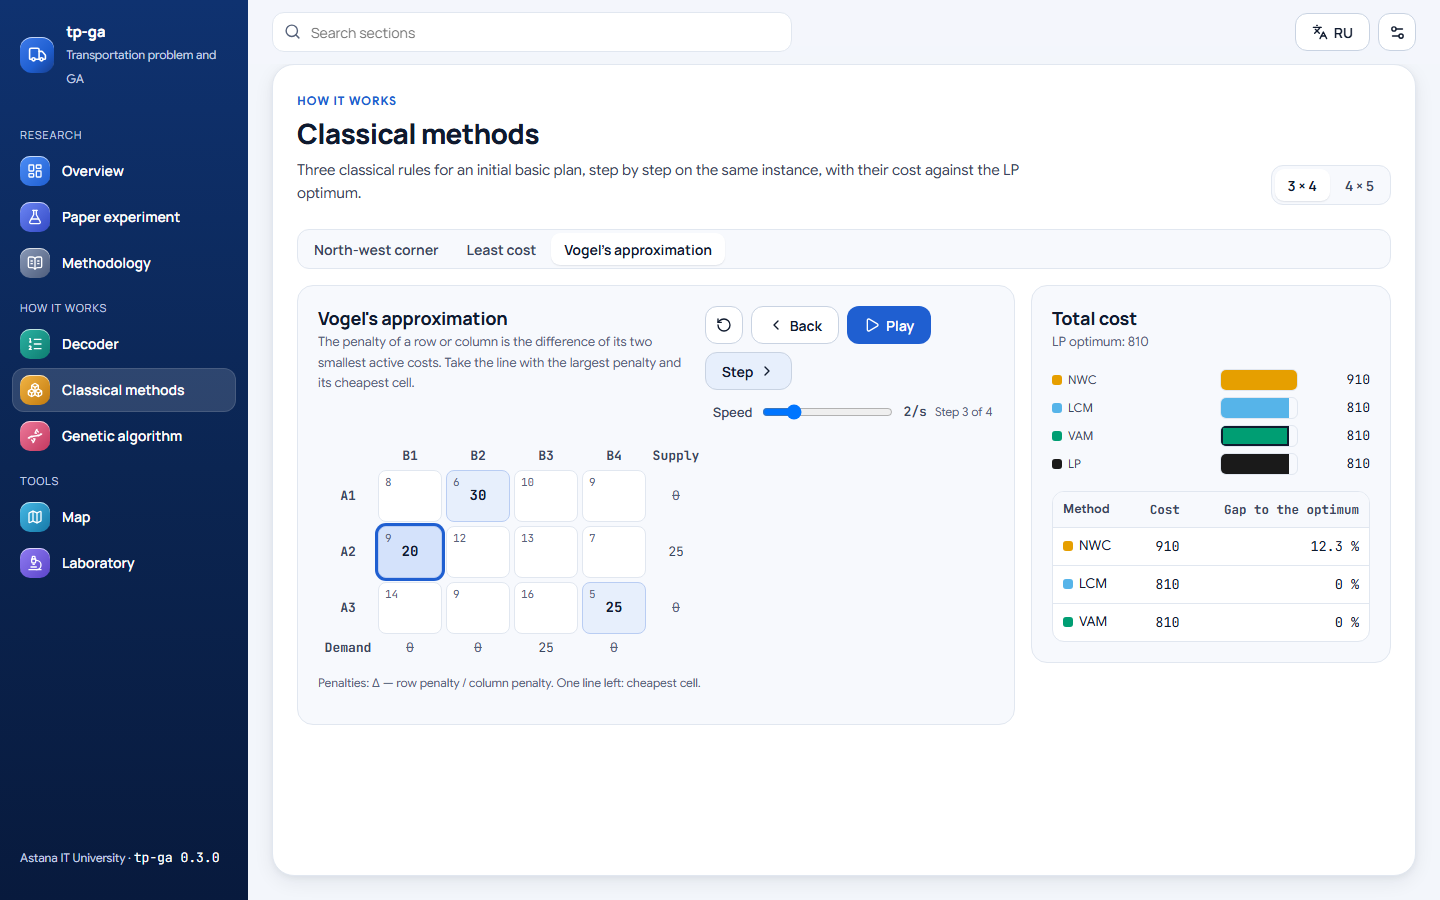 tp-ga
Transportation problem and
GA
RESEARCH
Overview
Paper experiment
Methodology
HOW IT WORKS
Decoder
Classical methods
Genetic algorithm
TOOLS
Map
Laboratory
Astana IT University · tp-ga 0.3.0
Search sections
RU
HOW IT WORKS
Classical methods
Three classical rules for an initial basic plan, step by step on the same instance, with their cost against the LP
optimum.
3 × 4 4 × 5
North-west corner Least cost Vogel's approximation
Vogel's approximation
The penalty of a row or column is the difference of its two
smallest active costs. Take the line with the largest penalty and
its cheapest cell.
Back Play
Step
Speed 2/s Step 3 of 4
B1 B2 B3 B4 Supply
A1 8 6 30 10 9 0
A2 9 20 12 13 7 25
A3 14 9 16 5 25 0
Demand 0 0 25 0
Penalties: Δ — row penalty / column penalty. One line left: cheapest cell.
Total cost
LP optimum: 810
NWC 910
LCM 810
VAM 810
LP 810
Method Cost Gap to the optimum
NWC 910 12.3 %
LCM 810 0 %
VAM 810 0 %